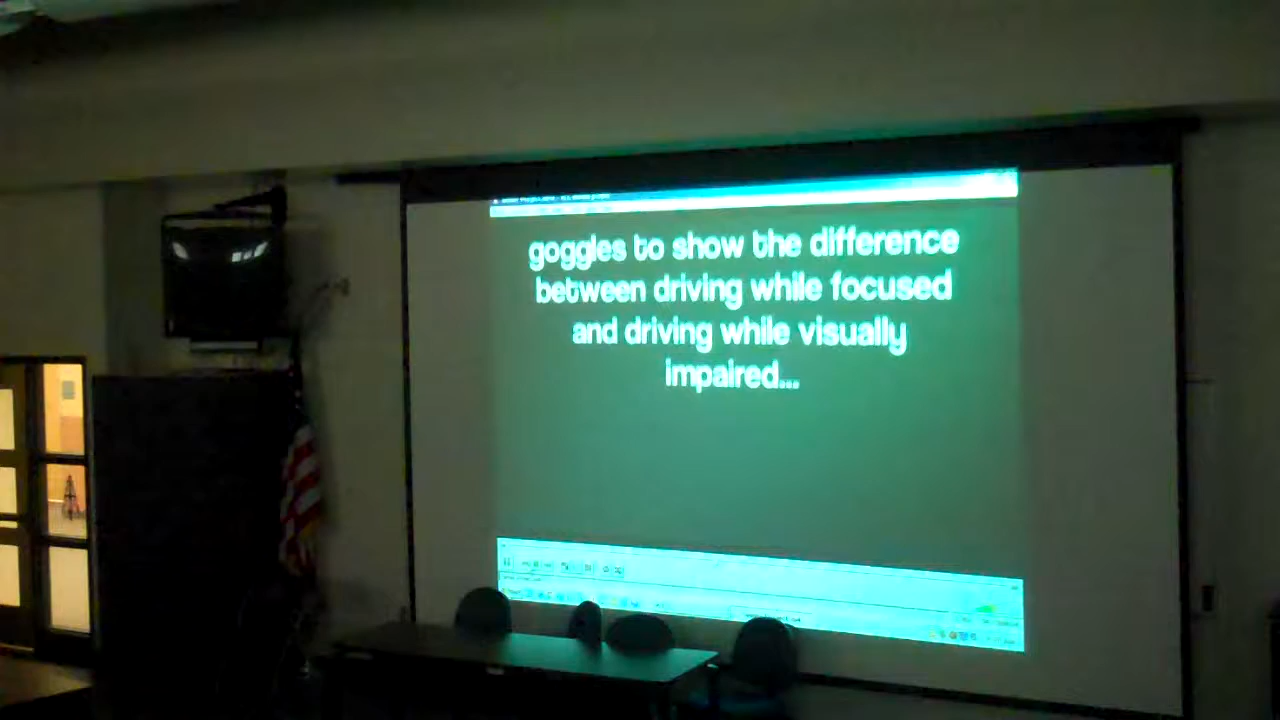 goggles to show the difference
between driving while focused
and driving while visually
impaired...